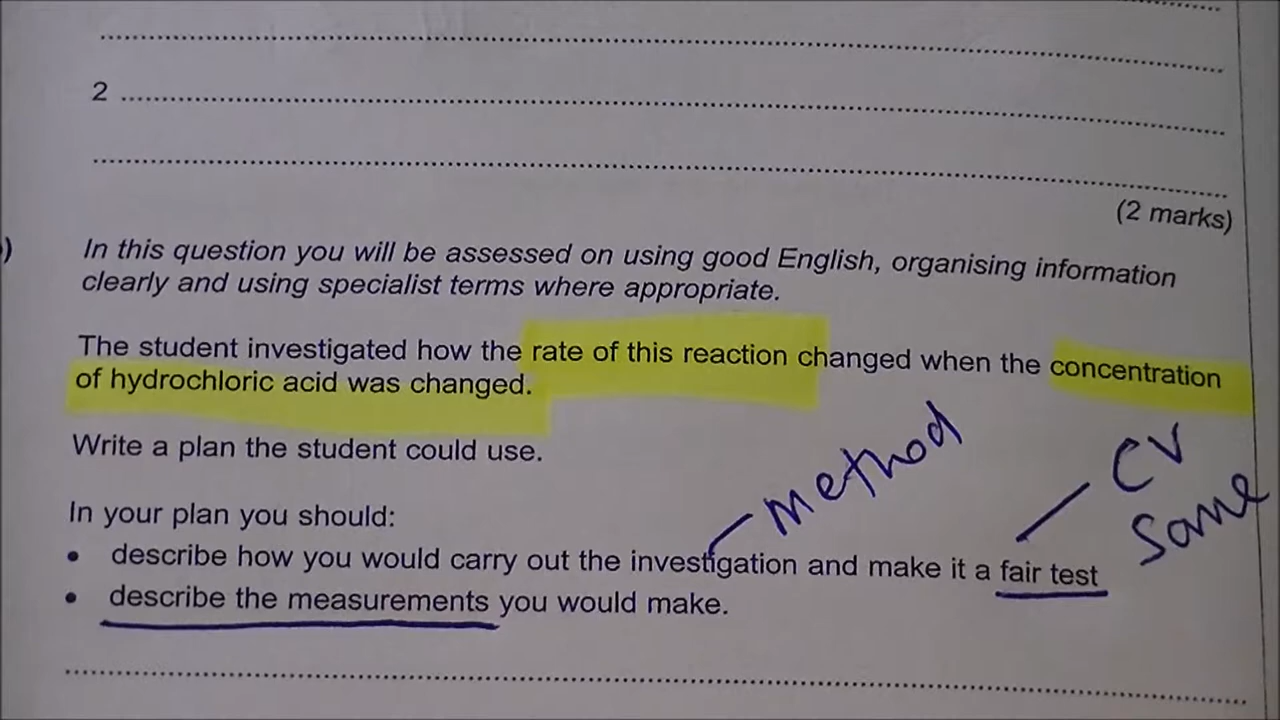 2
(2 marks)
)
In this question you will be assessed on using good English, organising information
clearly and using specialist terms where appropriate.
The student investigated how the rate of this reaction changed when the concentration
of hydrochloric acid was changed.
Write a plan the student could use.
method
CV
Same
In your plan you should:
• describe how you would carry out the investigation and make it a fair test
• describe the measurements you would make.